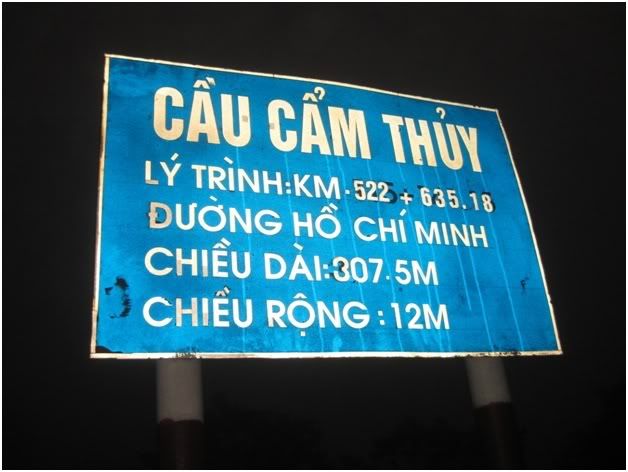 CẦU CẨM THỦY
LÝ TRÌNH:KM.522 + 635.18
ĐƯỜNG HỒ CHÍ MINH
CHIỀU DÀI:307.5M
CHIỀU RỘNG : 12M